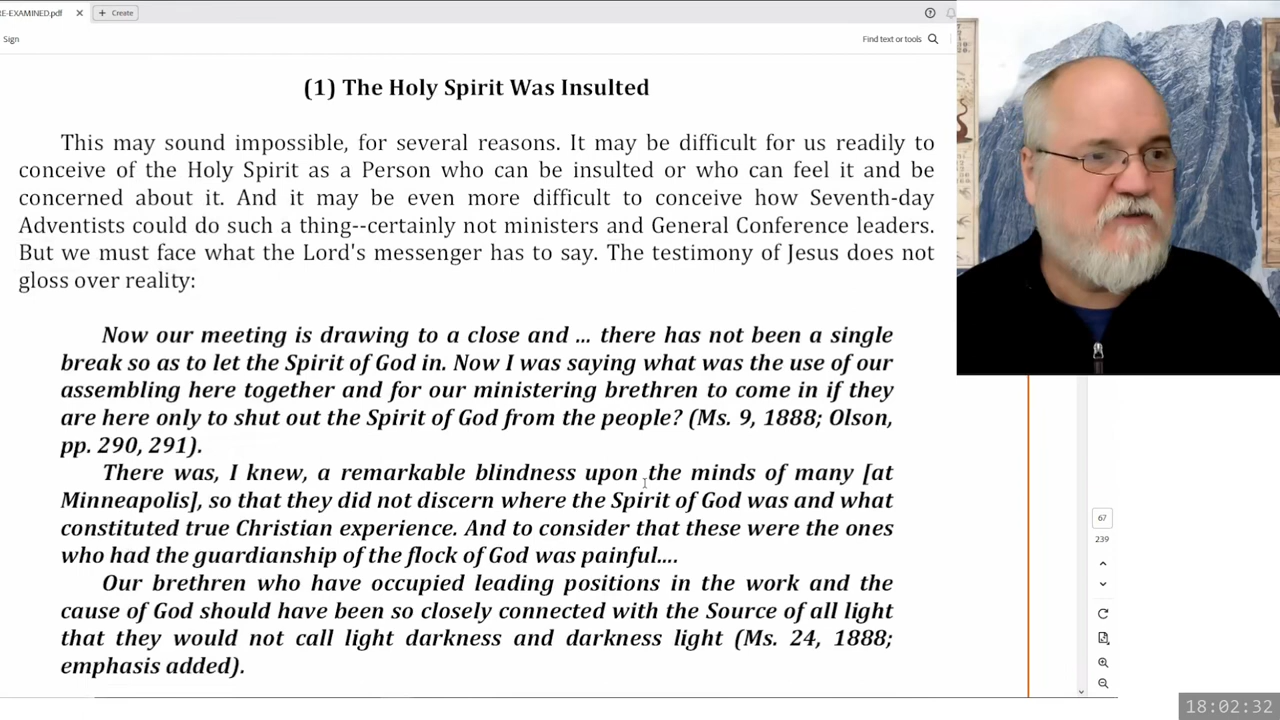 RE-EXAMINED.pdf × + Create
Sign
Find text or tools
(1) The Holy Spirit Was Insulted
This may sound impossible, for several reasons. It may be difficult for us readily to
conceive of the Holy Spirit as a Person who can be insulted or who can feel it and be
concerned about it. And it may be even more difficult to conceive how Seventh-day
Adventists could do such a thing--certainly not ministers and General Conference leaders.
But we must face what the Lord's messenger has to say. The testimony of Jesus does not
gloss over reality:
Now our meeting is drawing to a close and ... there has not been a single
break so as to let the Spirit of God in. Now I was saying what was the use of our
assembling here together and for our ministering brethren to come in if they
are here only to shut out the Spirit of God from the people? (Ms. 9, 1888; Olson,
pp. 290, 291).
There was, I knew, a remarkable blindness upon the minds of many [at
Minneapolis], so that they did not discern where the Spirit of God was and what
constituted true Christian experience. And to consider that these were the ones
who had the guardianship of the flock of God was painful....
Our brethren who have occupied leading positions in the work and the
cause of God should have been so closely connected with the Source of all light
that they would not call light darkness and darkness light (Ms. 24, 1888;
emphasis added).
67
239
18:02:32